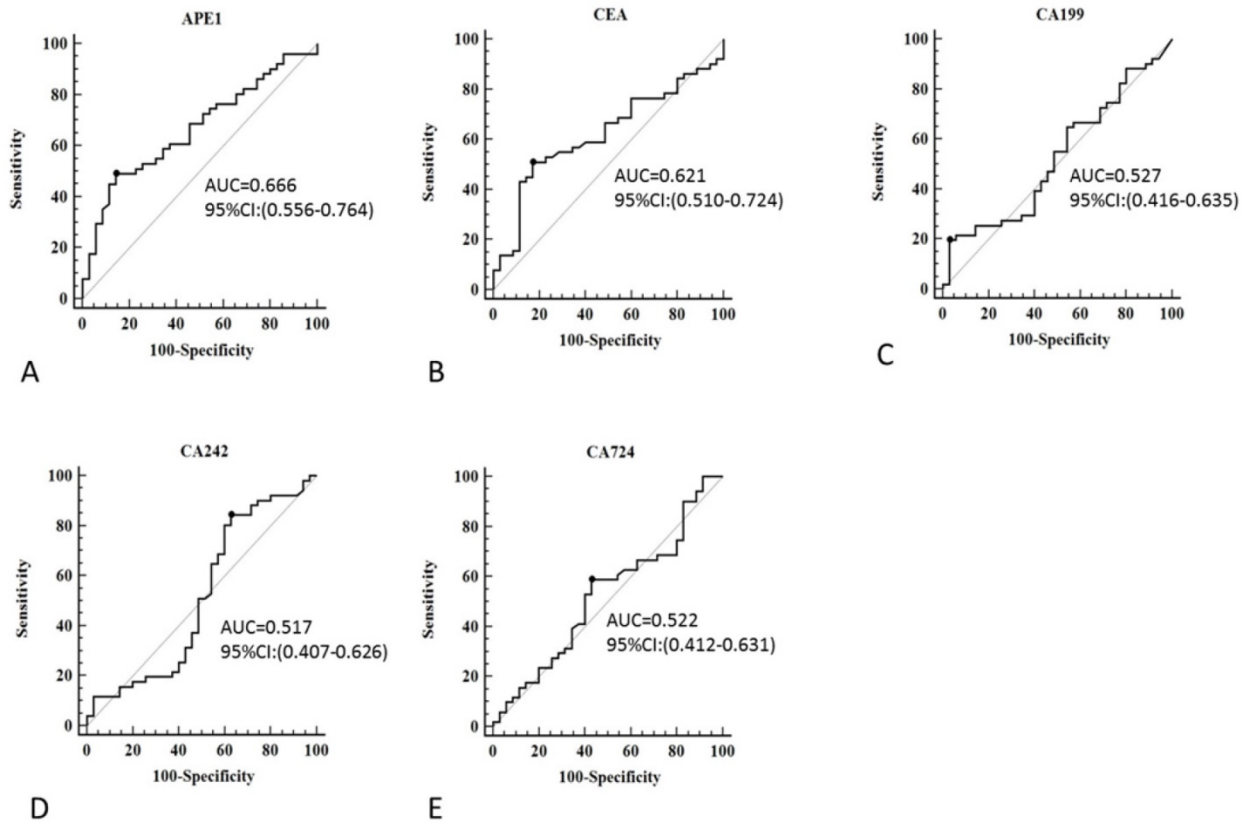 APE1
100
80
60
40
20
0
Sensitivity
AUC=0.666
95%CI:(0.556-0.764)
0 20 40 60 80 100
100-Specificity
A
CEA
100
80
60
40
20
0
Sensitivity
AUC=0.621
95%CI:(0.510-0.724)
0 20 40 60 80 100
100-Specificity
B
CA199
100
80
60
40
20
0
Sensitivity
AUC=0.527
95%CI:(0.416-0.635)
0 20 40 60 80 100
100-Specificity
C
CA242
100
80
60
40
20
0
Sensitivity
AUC=0.517
95%CI:(0.407-0.626)
0 20 40 60 80 100
100-Specificity
D
CA724
100
80
60
40
20
0
Sensitivity
AUC=0.522
95%CI:(0.412-0.631)
0 20 40 60 80 100
100-Specificity
E